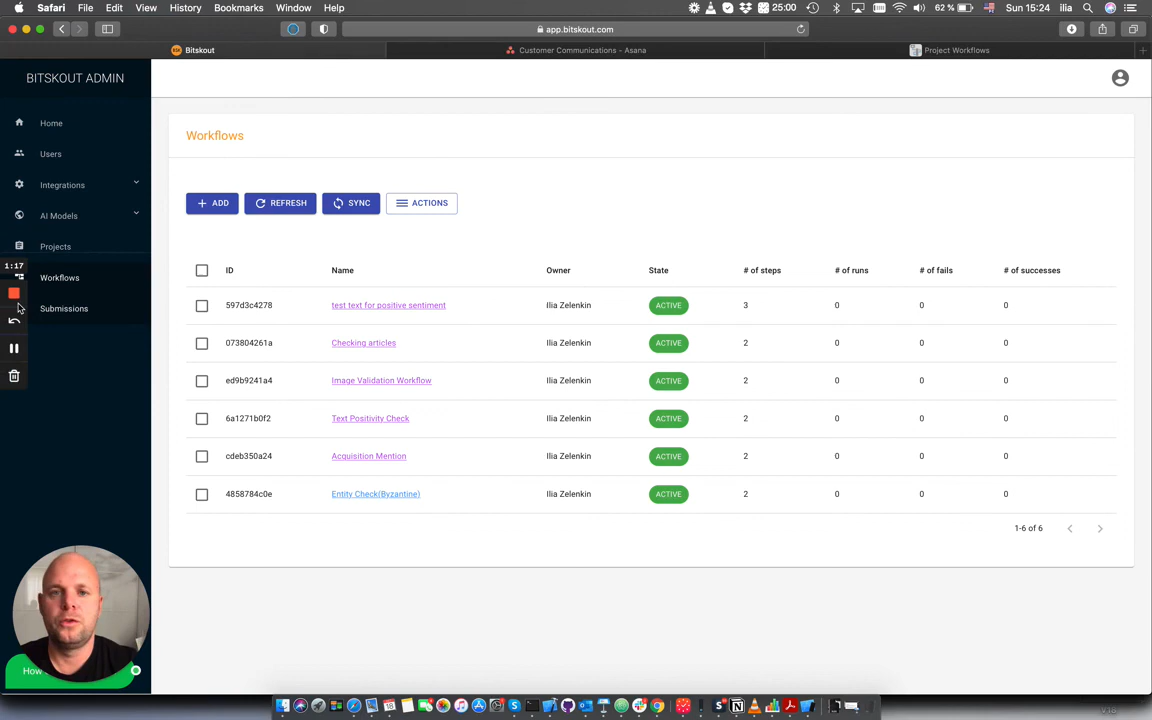 Safari File Edit View History Bookmarks Window Help 25:00 62 % Sun 15:24 ilia
app.bitskout.com
Bitskout
Customer Communications - Asana
Project Workflows
BITSKOUT ADMIN
Home
Users
Integrations
AI Models
Projects
1:17
Workflows
Submissions
Workflows
ADD REFRESH SYNC ACTIONS
ID Name Owner State # of steps # of runs # of fails # of successes
597d3c4278 test text for positive sentiment Ilia Zelenkin ACTIVE 3 0 0 0
073804261a Checking articles Ilia Zelenkin ACTIVE 2 0 0 0
ed9b9241a4 Image Validation Workflow Ilia Zelenkin ACTIVE 2 0 0 0
6a1271b0f2 Text Positivity Check Ilia Zelenkin ACTIVE 2 0 0 0
cdeb350a24 Acquisition Mention Ilia Zelenkin ACTIVE 2 0 0 0
4858784c0e Entity Check(Byzantine) Ilia Zelenkin ACTIVE 2 0 0 0
1-6 of 6
How